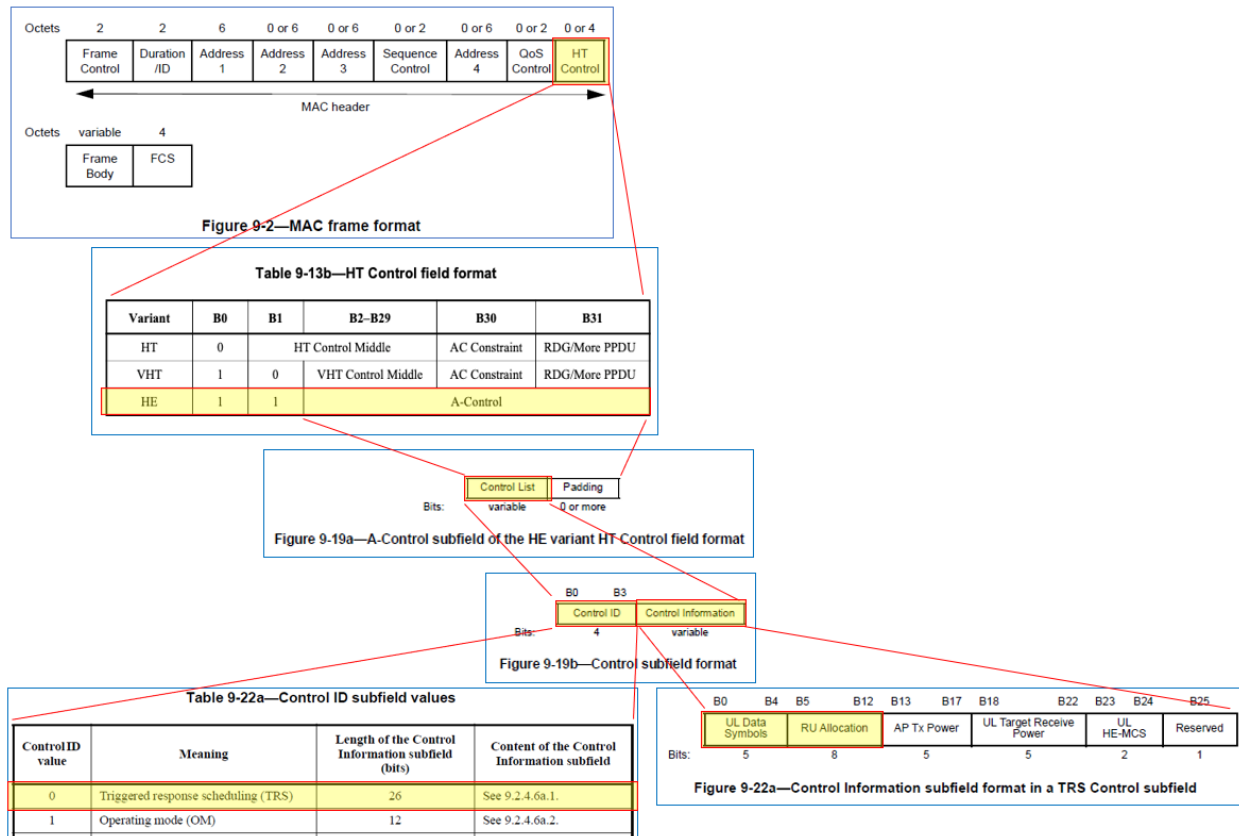 Octets 2 2 6 0 or 6 0 or 6 0 or 2 0 or 6 0 or 2 0 or 4
Frame Control Duration /ID Address 1 Address 2 Address 3 Sequence Control Address 4 QoS Control HT Control
MAC header
Octets variable 4
Frame Body FCS
Figure 9-2—MAC frame format
Table 9-13b—HT Control field format
Variant B0 B1 B2–B29 B30 B31
HT 0 HT Control Middle AC Constraint RDG/More PPDU
VHT 1 0 VHT Control Middle AC Constraint RDG/More PPDU
HE 1 1 A-Control
Control List Padding
Bits: variable 0 or more
Figure 9-19a—A-Control subfield of the HE variant HT Control field format
B0 B3
Control ID Control Information
Bits: 4 variable
Figure 9-19b—Control subfield format
Table 9-22a—Control ID subfield values
Control ID value Meaning Length of the Control Information subfield (bits) Content of the Control Information subfield
0 Triggered response scheduling (TRS) 26 See 9.2.4.6a.1.
1 Operating mode (OM) 12 See 9.2.4.6a.2.
B0 B4 B5 B12 B13 B17 B18 B22 B23 B24 B25
UL Data Symbols RU Allocation AP Tx Power UL Target Receive Power UL HE-MCS Reserved
Bits: 5 8 5 5 2 1
Figure 9-22a—Control Information subfield format in a TRS Control subfield